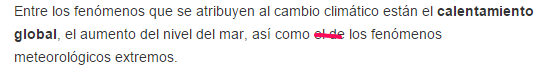 Entre los fenómenos que se atribuyen al cambio climático están el calentamiento
global, el aumento del nivel del mar, así como el de los fenómenos
meteorológicos extremos.